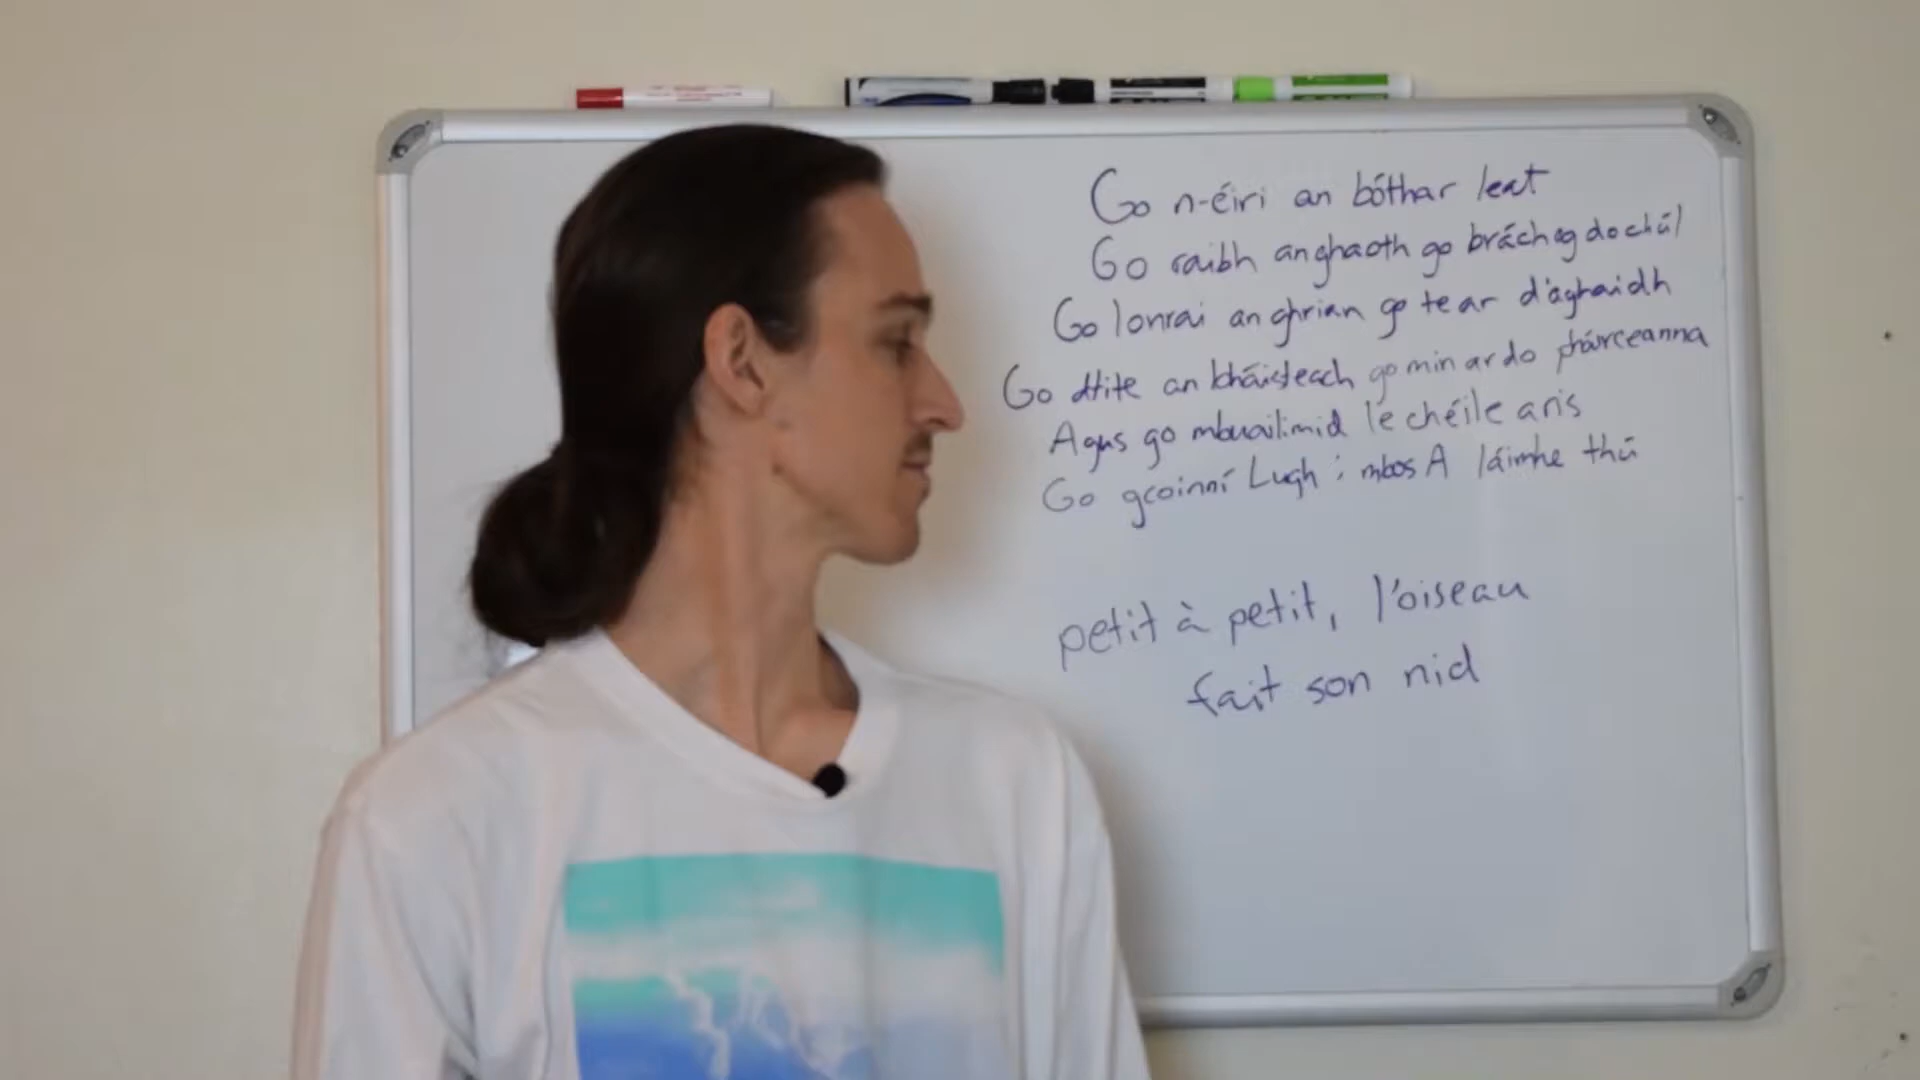 Go n-éiri an bóthar leat
Go raibh an ghaoth go brách ag do chúl
Go lonrai an ghrian go te ar d'aghaidh
Go dtite an bháisteach go min ar do pháirceanna
Agus go mbuailimid le chéile aris
Go gcoinní Lugh i mbos A láimhe thú
petit à petit, l'oiseau
fait son nid